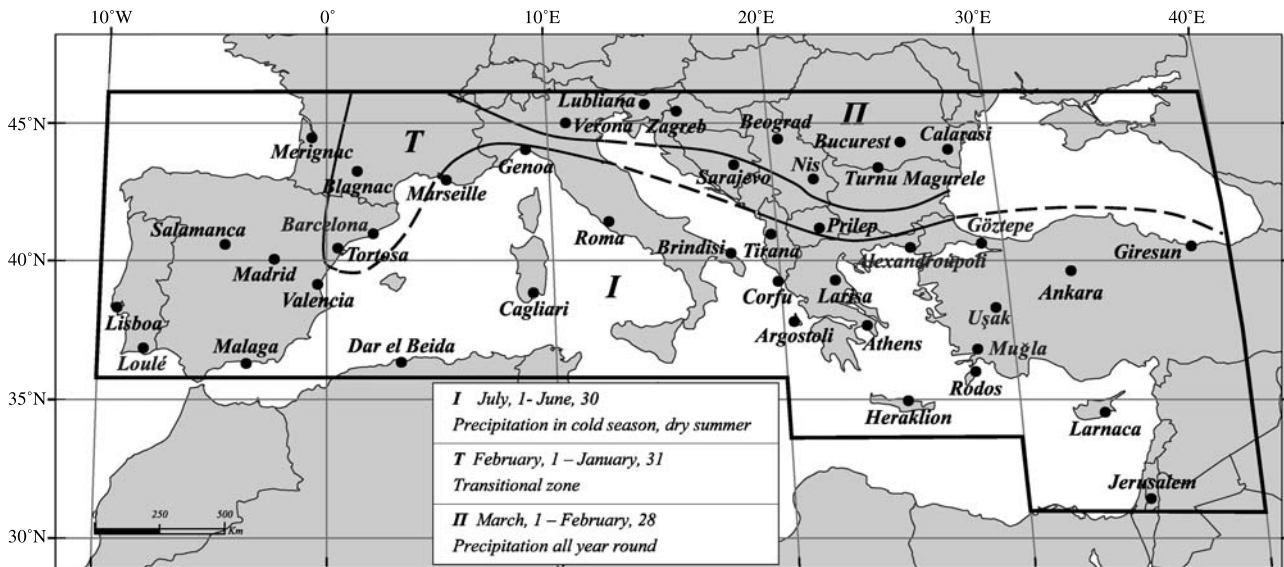 10˚W 0˚ 10˚E 20˚E 30˚E 40˚E
Lubliana
T
Verona
Zagreb
Beograd
П
Bucurest
Calarasi
45˚N
Merignac
Blagnac
Marseille
Genoa
Sarajevo
Nis
Turnu Magurele
Salamanca
Barcelona
Tortosa
Roma
Brindisi
Tirana
Prilep
Alexandroúpoli
Göztepe
Giresun
40˚N
Madrid
Valencia
Cagliari
I
Corfu
Larisa
Ankara
Lisboa
Loulé
Malaga
Dar el Beida
Argostoli
Athens
Uşak
Muğla
Rodos
35˚N
Heraklion
Larnaca
Jerusalem
I July, 1- June, 30
Precipitation in cold season, dry summer
T February, 1 – January, 31
Transitional zone
П March, 1 – February, 28
Precipitation all year round
0 250 500
Km
30˚N